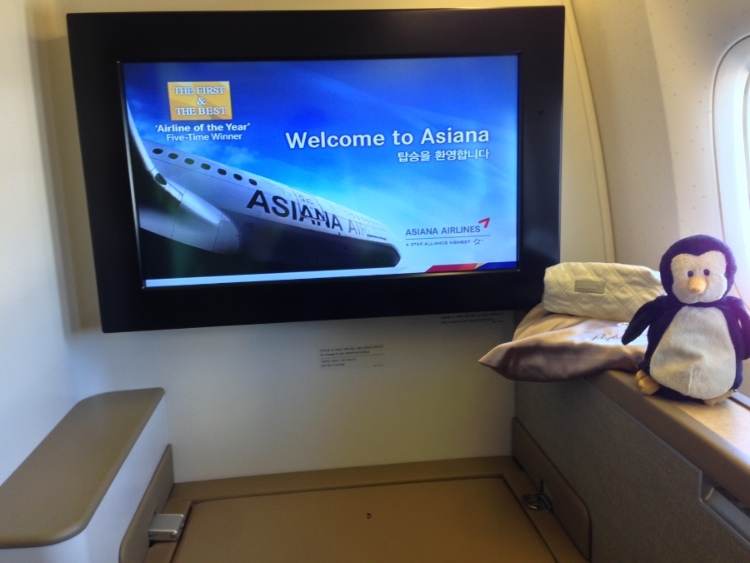 THE FIRST
&
THE BEST
'Airline of the Year'
Five-Time Winner
Welcome to Asiana
탑승을 환영합니다
ASIANA AIR
ASIANA AIRLINES
A STAR ALLIANCE MEMBER